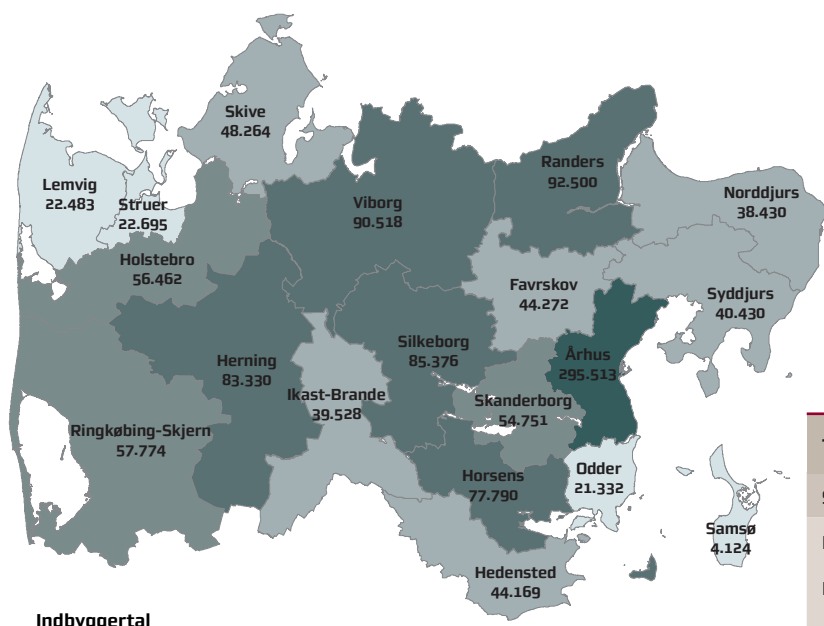 Skive
48.264
Randers
92.500
Lemvig
22.483
Norddjurs
38.430
Struer
22.695
Viborg
90.518
Holstebro
56.462
Favrskov
44.272
Syddjurs
40.430
Silkeborg
85.376
Århus
295.513
Herning
83.330
Ikast-Brande
39.528
Skanderborg
54.751
Ringkøbing-Skjern
57.774
Horsens
77.790
Odder
21.332
Samsø
4.124
Hedensted
44.169
Indbyggertal